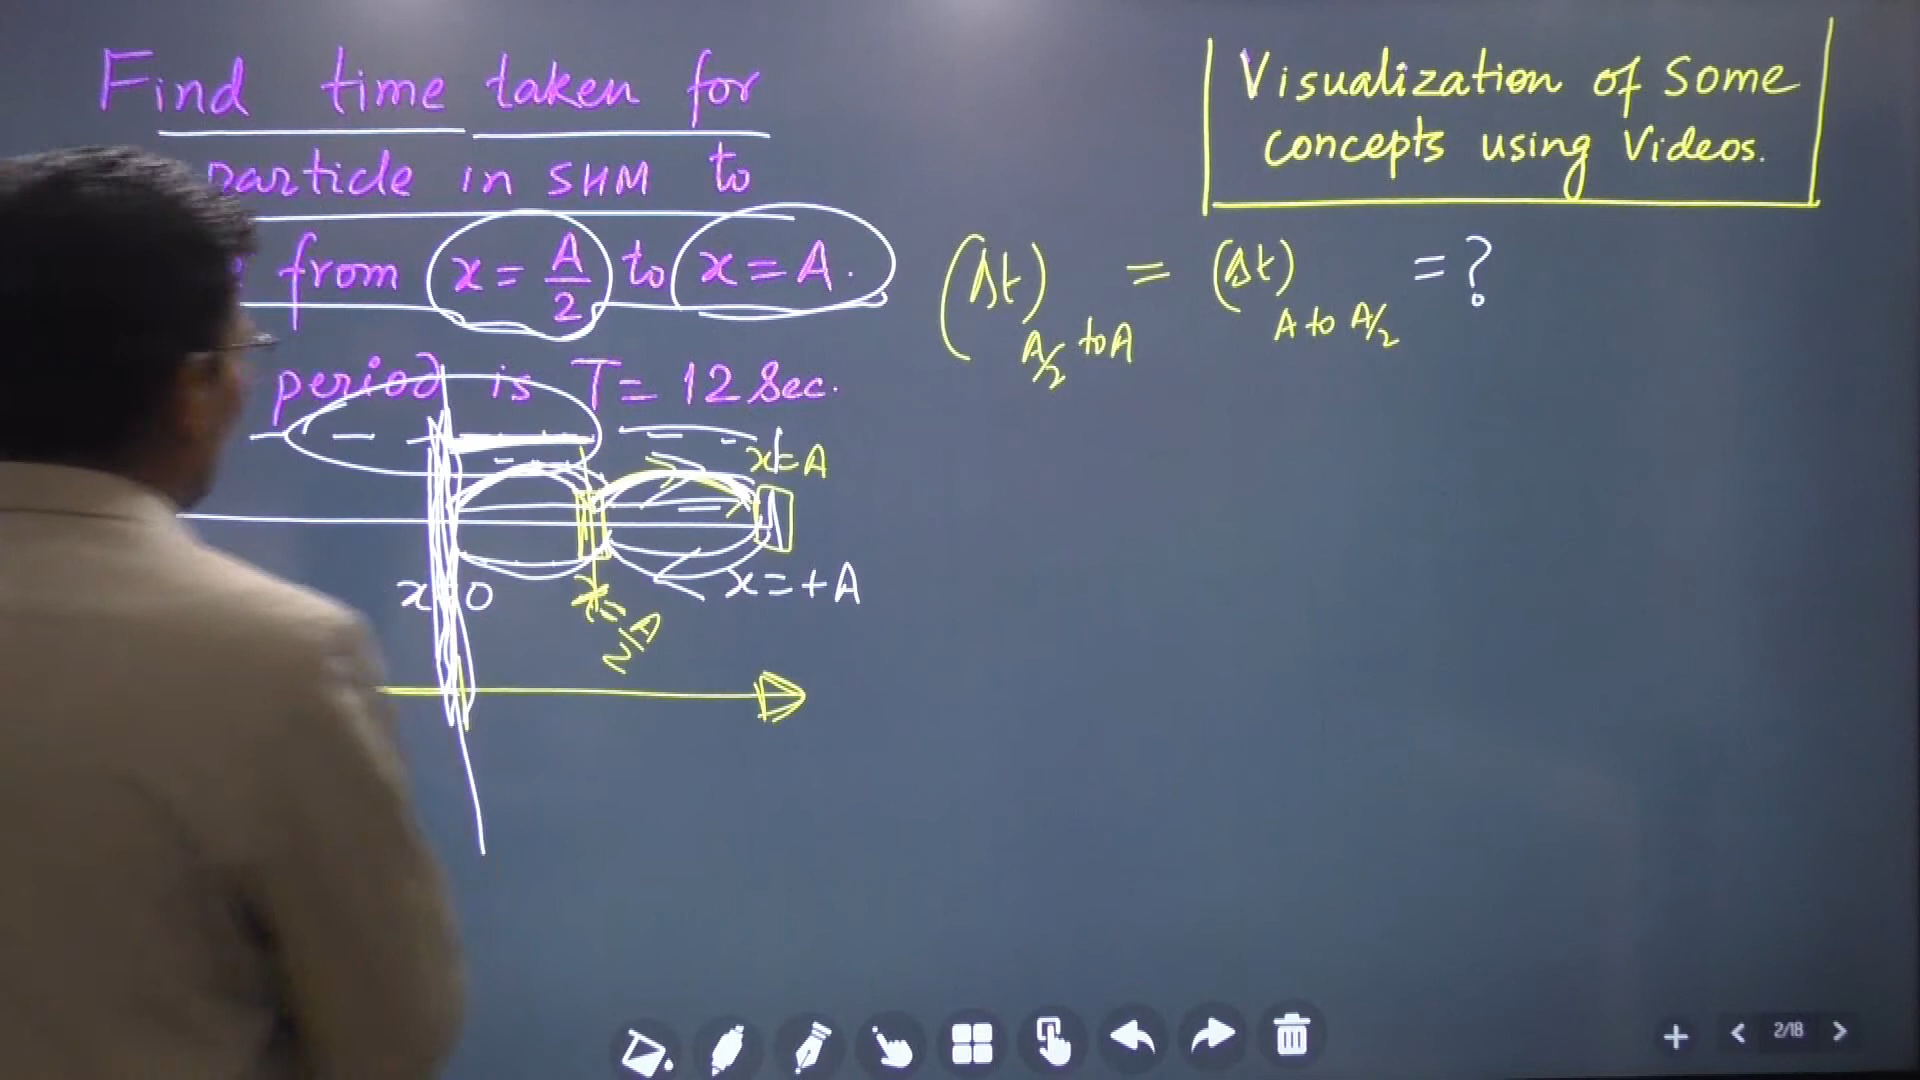 Find time taken for
particle in SHM to
from x = A/2 to x = A.
period is T = 12 Sec.
Visualization of Some
concepts using Videos.
(Δt) A/2 to A = (Δt) A to A/2 = ?
x = A
x = 0
x = A/2
x = + A
2/18